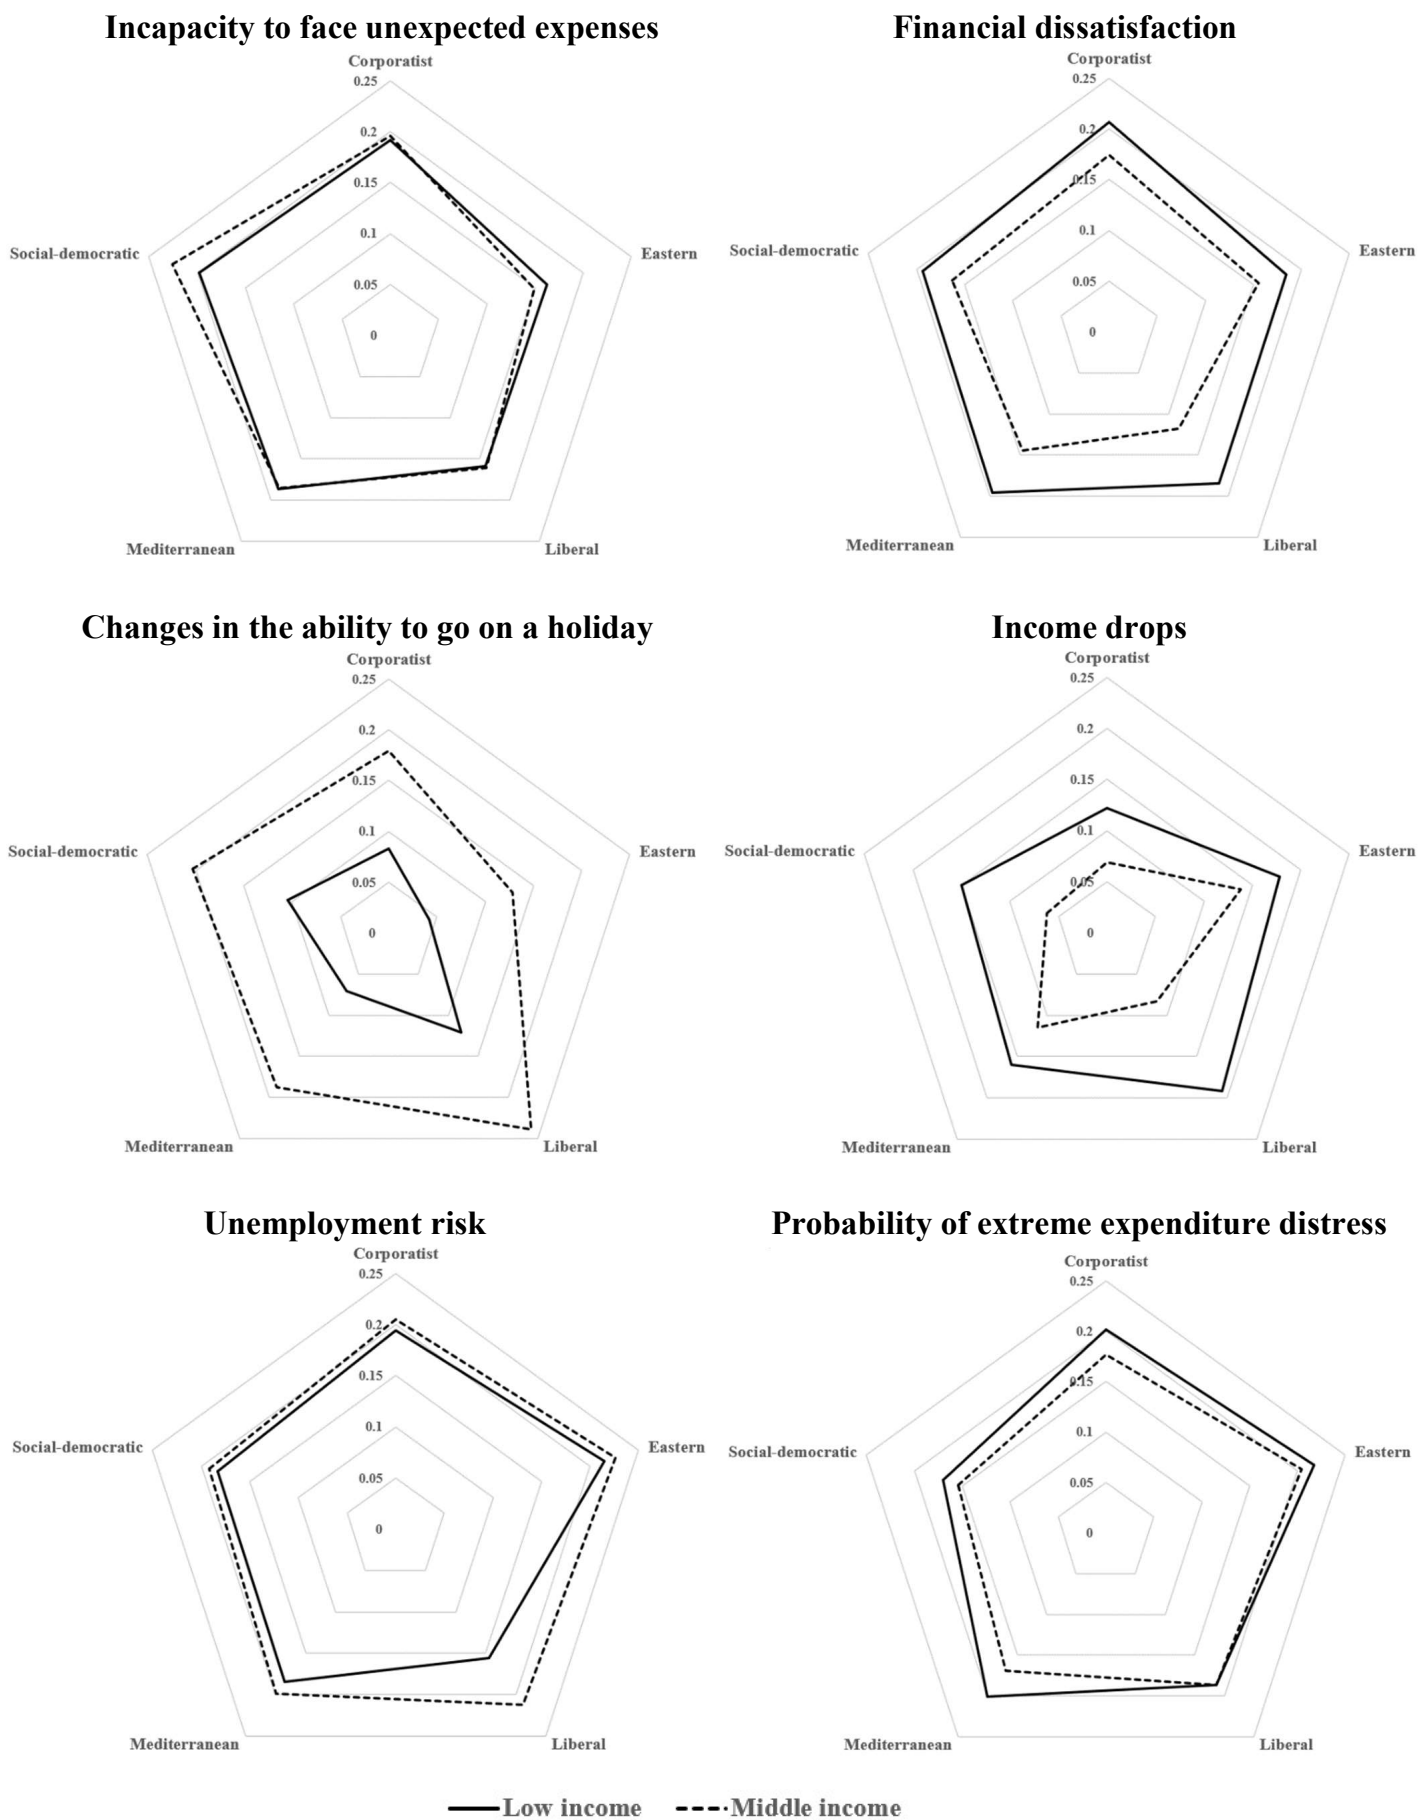 Incapacity to face unexpected expenses
Corporatist
0.25
0.2
0.15
0.1
0.05
0
Social-democratic
Eastern
Mediterranean
Liberal
Financial dissatisfaction
Corporatist
0.25
0.2
0.15
0.1
0.05
0
Social-democratic
Eastern
Mediterranean
Liberal
Changes in the ability to go on a holiday
Corporatist
0.25
0.2
0.15
0.1
0.05
0
Social-democratic
Eastern
Mediterranean
Liberal
Income drops
Corporatist
0.25
0.2
0.15
0.1
0.05
0
Social-democratic
Eastern
Mediterranean
Liberal
Unemployment risk
Corporatist
0.25
0.2
0.15
0.1
0.05
0
Social-democratic
Eastern
Mediterranean
Liberal
Probability of extreme expenditure distress
Corporatist
0.25
0.2
0.15
0.1
0.05
0
Social-democratic
Eastern
Mediterranean
Liberal
Low income
Middle income